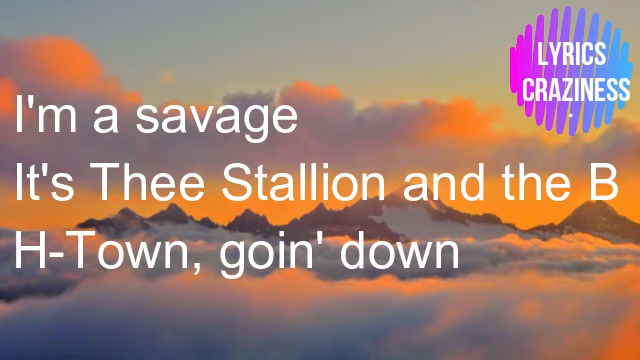 LYRICS
CRAZINESS
I'm a savage
It's Thee Stallion and the B
H-Town, goin' down